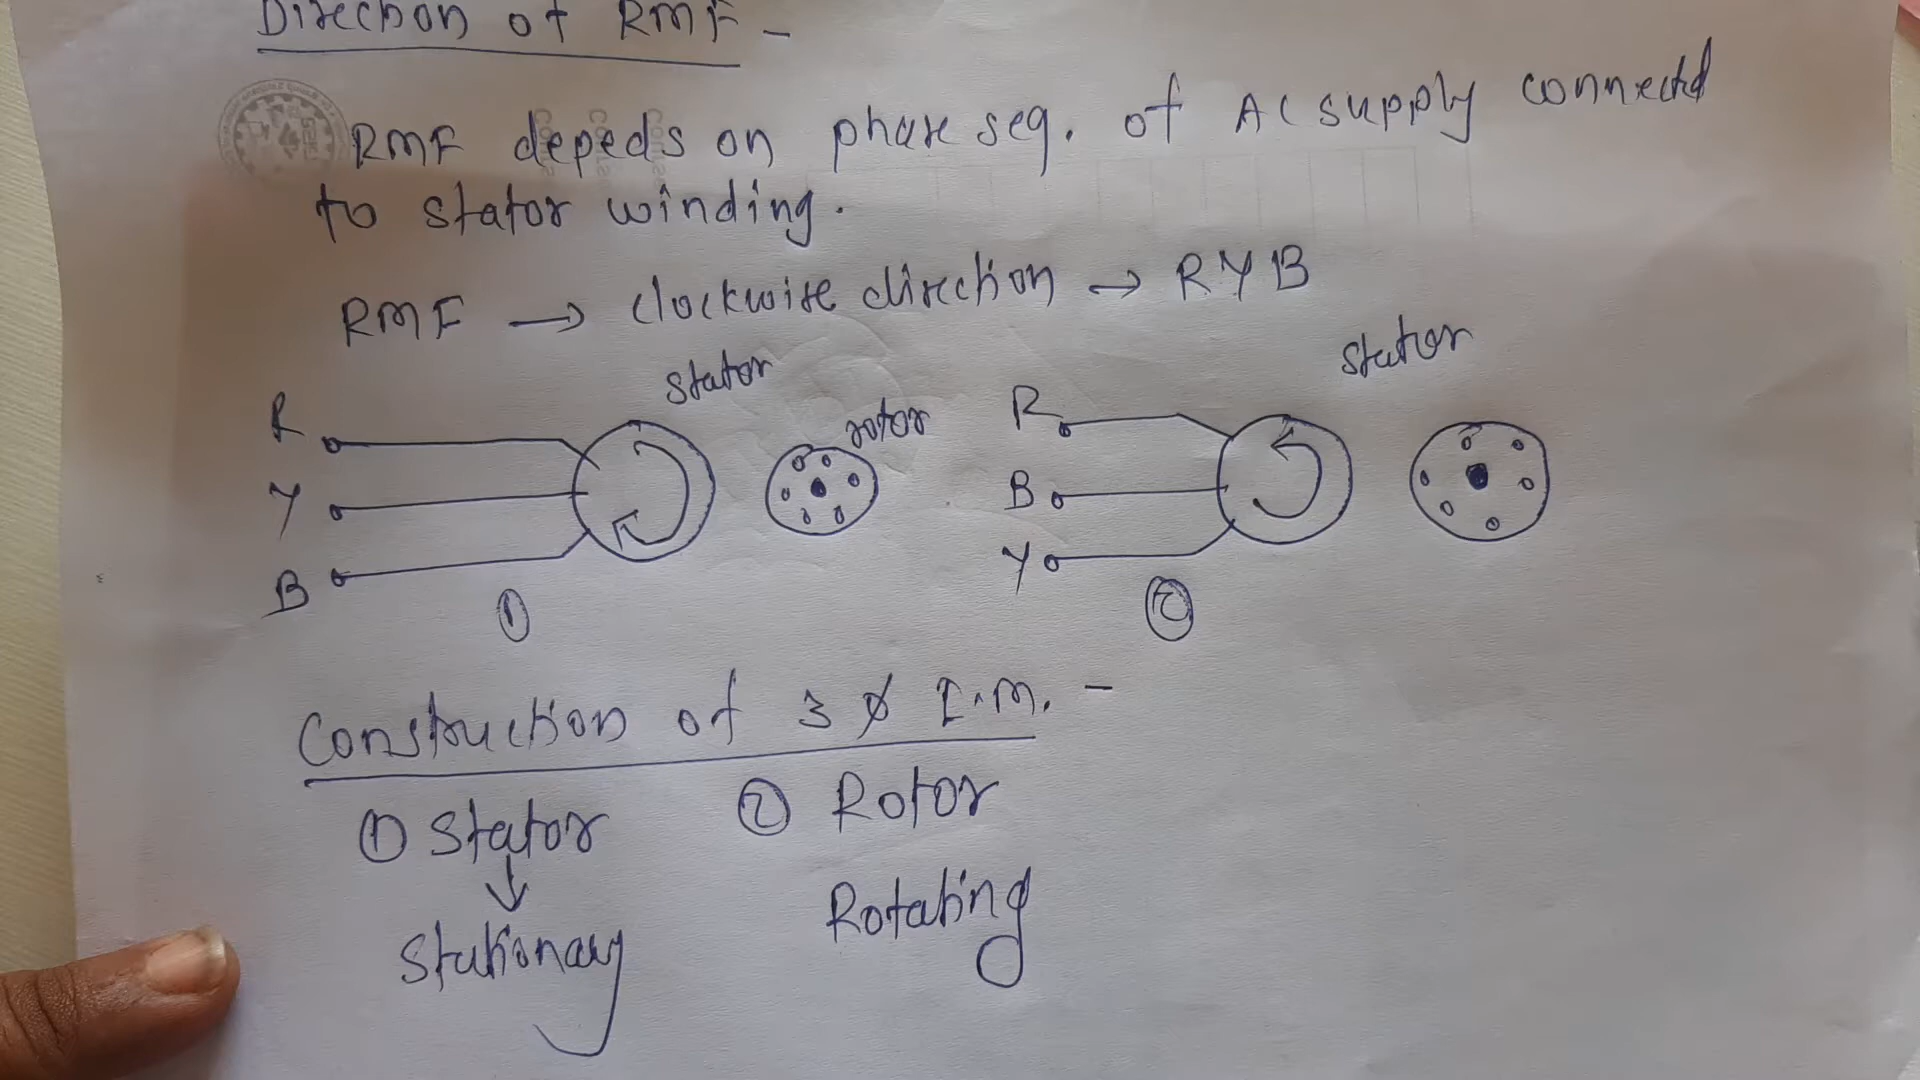 Direction of RMF -
RMF depeds on phase seq. of AC supply connectd
to stator winding.
RMF → clockwise direction → RYB
stator
rotor
R
Y
B
①
stator
R
B
Y
②
Construction of 3 Ø I.M. -
① Stator
② Rotor
↓
Stationary
Rotating